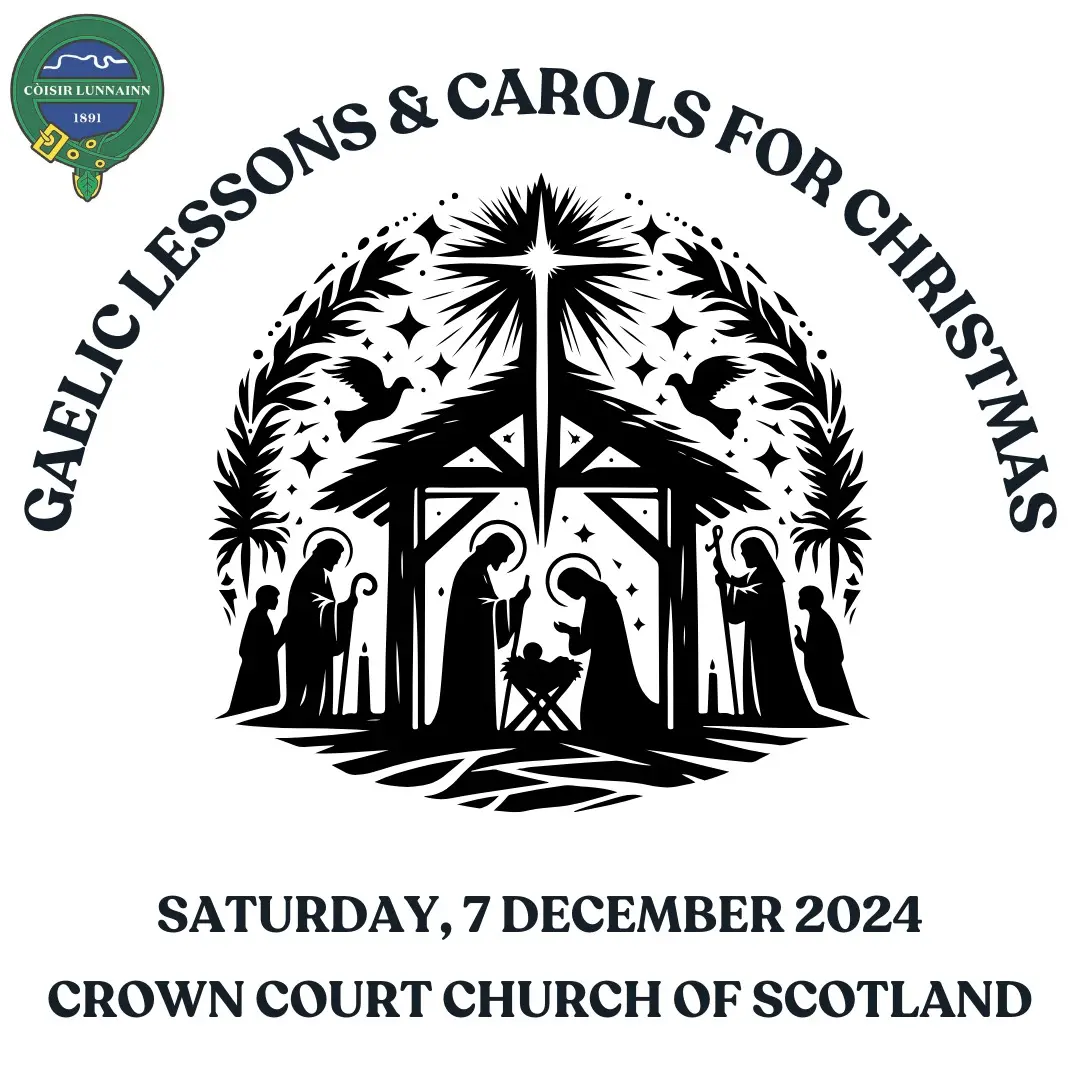 CÒISIR LUNNAINN
1891
GAELIC LESSONS & CAROLS FOR CHRISTMAS
SATURDAY, 7 DECEMBER 2024
CROWN COURT CHURCH OF SCOTLAND